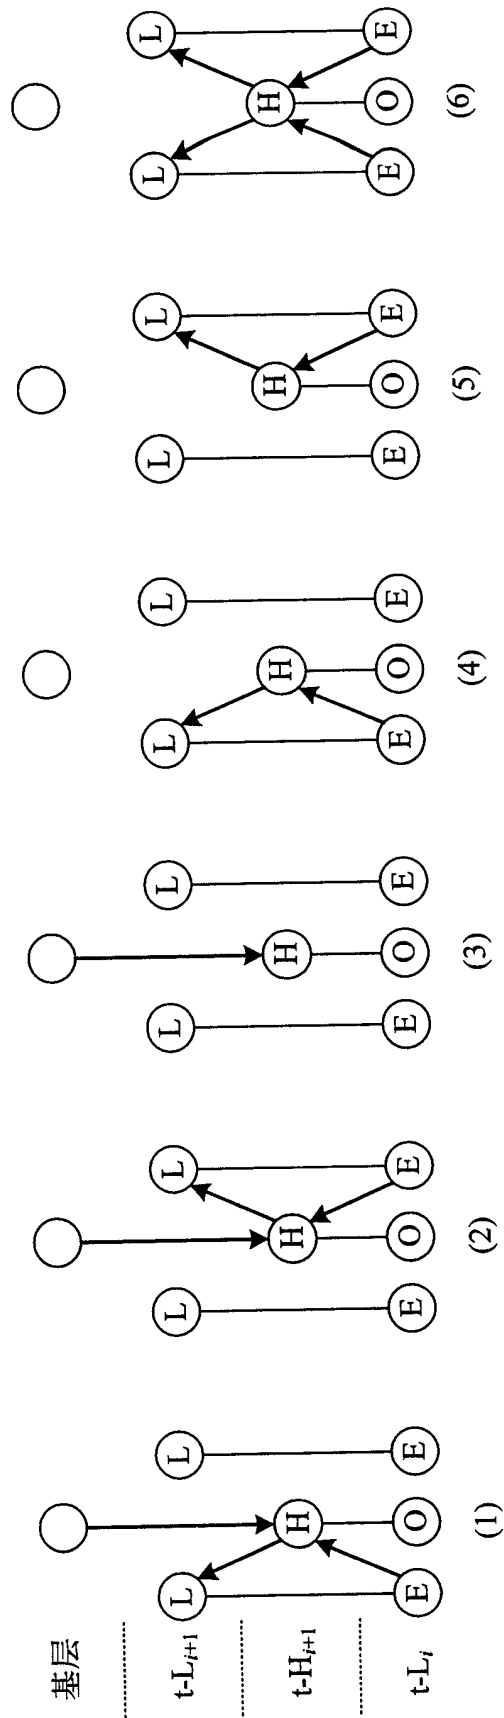 基层
t-L_{i+1} L L L L L L L L L L L L
t-H_{i+1} H H H H H H
t-L_i E O E E O E E O E E O E E O E E O E
(1) (2) (3) (4) (5) (6)